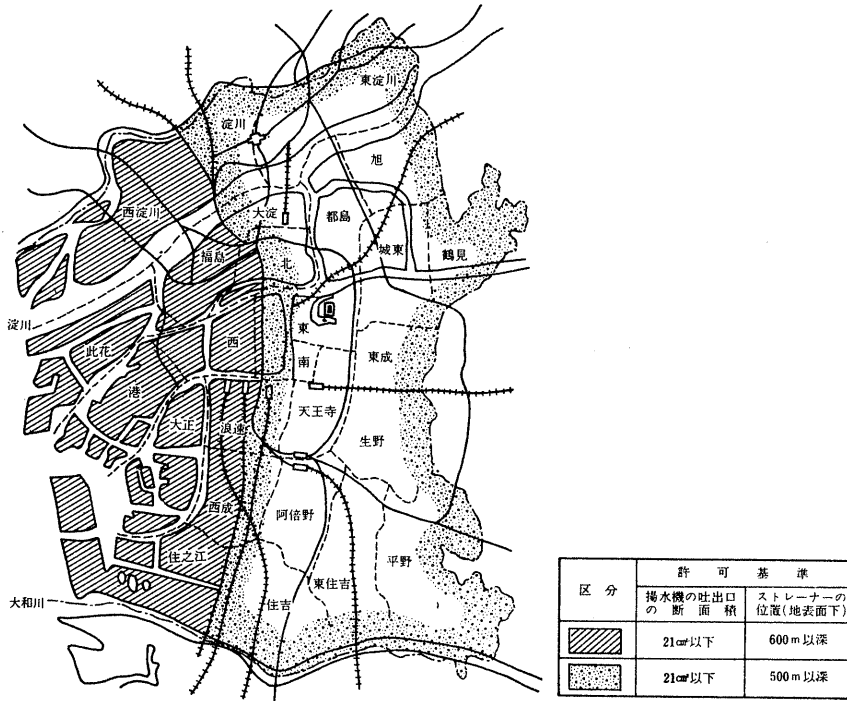 東淀川
淀川
旭
西淀川
大淀
都島
城東
鶴見
福島
北
淀川
東
此花
西
東成
南
港
天王寺
大正
浪速
生野
西成
阿倍野
住之江
平野
東住吉
大和川
住吉
区分
許可基準
揚水機の吐出口の断面積
ストレーナーの位置(地表面下)
21㎠以下
600m以深
21㎠以下
500m以深